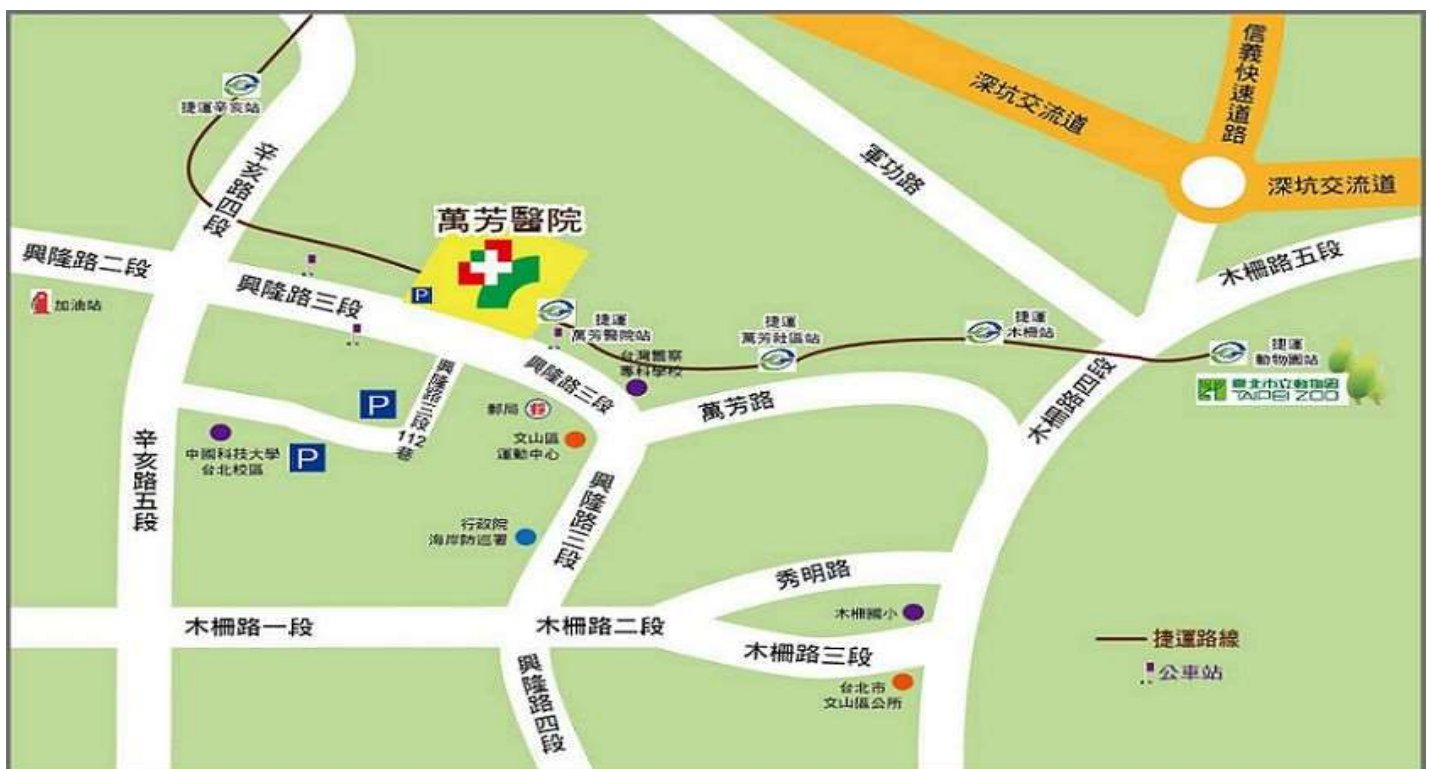 信義快速道路
深坑交流道
捷運辛亥站
軍功路
辛亥路四段
深坑交流道
萬芳醫院
興隆路二段
木柵路五段
P
興隆路三段
加油站
捷運
萬芳醫院站
捷運
萬芳社區站
捷運
木柵站
捷運
動物園站
台灣警察
專科學校
臺北市立動物園
TAIPEI ZOO
興隆路三段
興隆路三段
112
巷
P
郵局
萬芳路
木柵路四段
文山區
運動中心
中國科技大學
台北校區
P
辛亥路五段
興隆路三段
行政院
海岸防巡署
秀明路
木柵國小
木柵路一段
木柵路二段
木柵路三段
捷運路線
公車站
興隆路四段
台北市
文山區公所